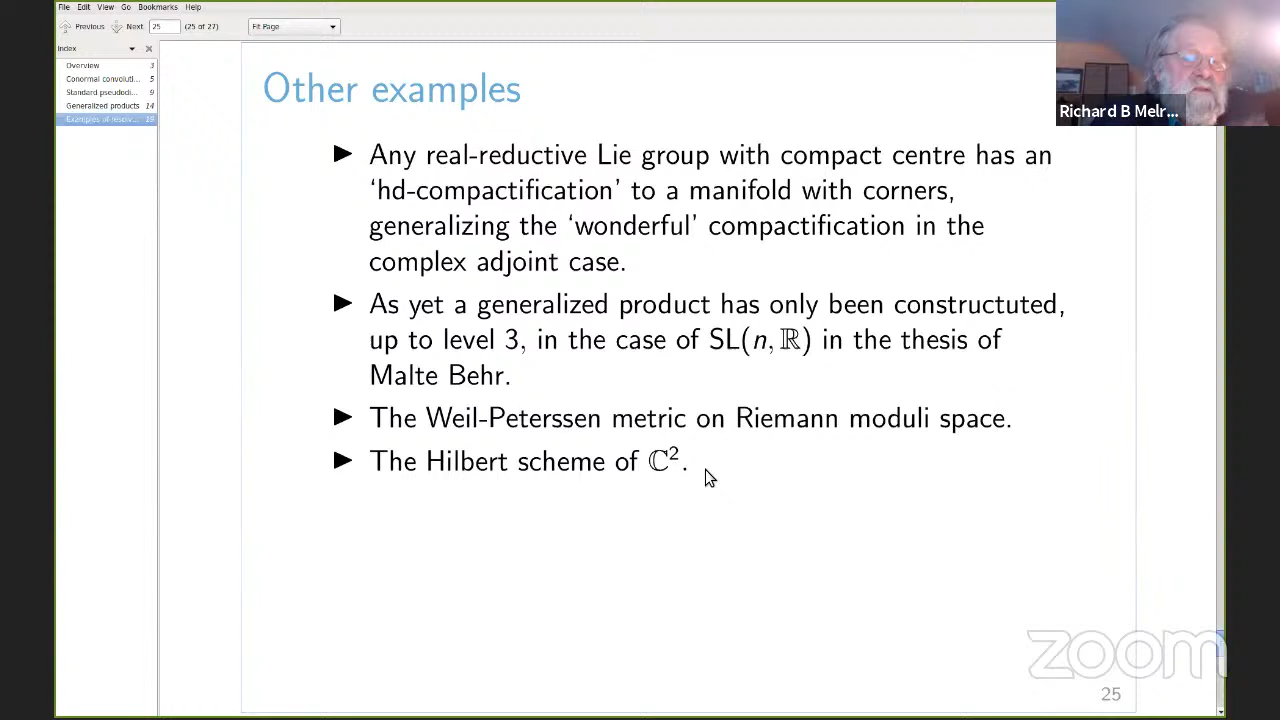 File Edit View Go Bookmarks Help
Previous Next 25 (25 of 27) Fit Page
Index
Overview 3
Conormal convoluti... 5
Standard pseudodi... 9
Generalized products 14
Examples of resolv... 19
Other examples
Any real-reductive Lie group with compact centre has an
‘hd-compactification’ to a manifold with corners,
generalizing the ‘wonderful’ compactification in the
complex adjoint case.
As yet a generalized product has only been constructuted,
up to level 3, in the case of SL(n, ℝ) in the thesis of
Malte Behr.
The Weil-Peterssen metric on Riemann moduli space.
The Hilbert scheme of ℂ².
Richard B Melr...
zoom
25